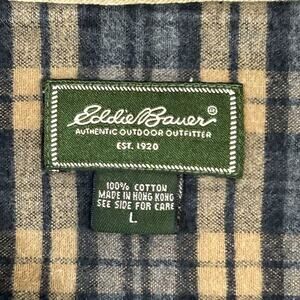 Eddie Bauer®
AUTHENTIC OUTDOOR OUTFITTER
EST. 1920
100% COTTON
MADE IN HONG KONG
SEE SIDE FOR CARE
L